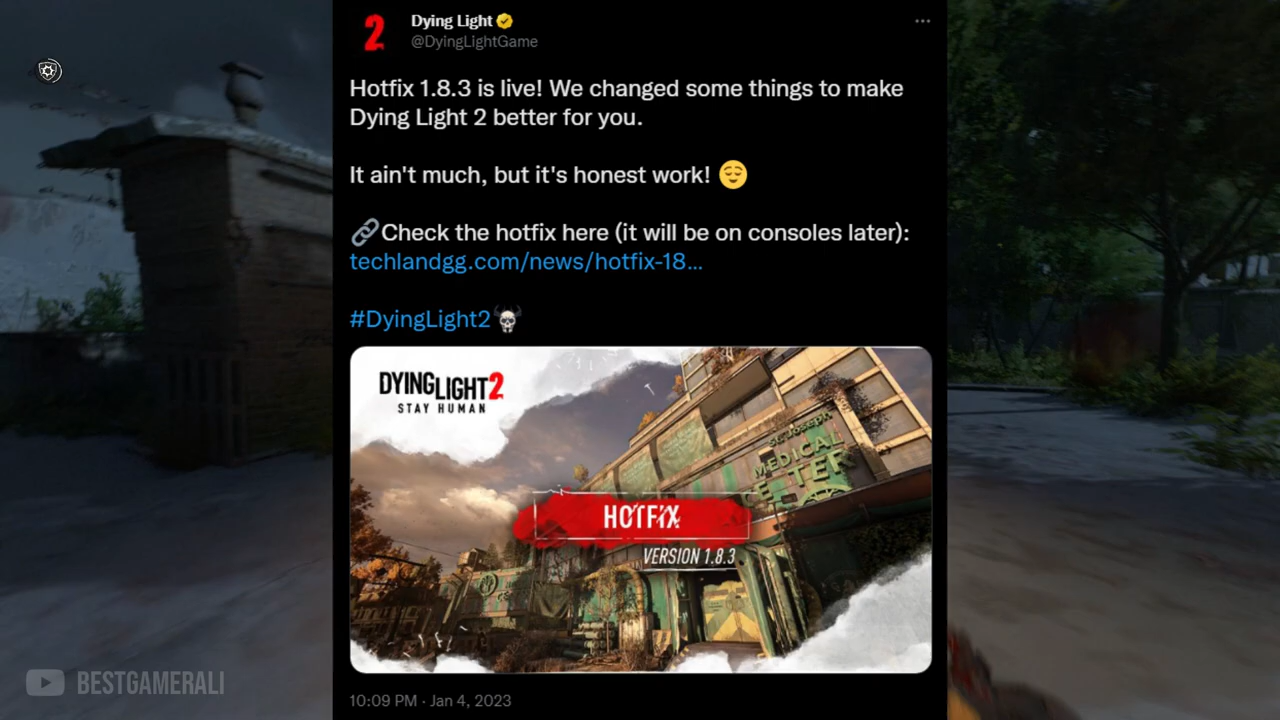 Dying Light
@DyingLightGame
Hotfix 1.8.3 is live! We changed some things to make
Dying Light 2 better for you.
It ain't much, but it's honest work! 😌
🔗Check the hotfix here (it will be on consoles later):
techlandgg.com/news/hotfix-18...
#DyingLight2
DYING LIGHT 2
STAY HUMAN
ST. JOSEPH
MEDICAL
HOTFIX
VERSION 1.8.3
10:09 PM · Jan 4, 2023
BESTGAMERALI